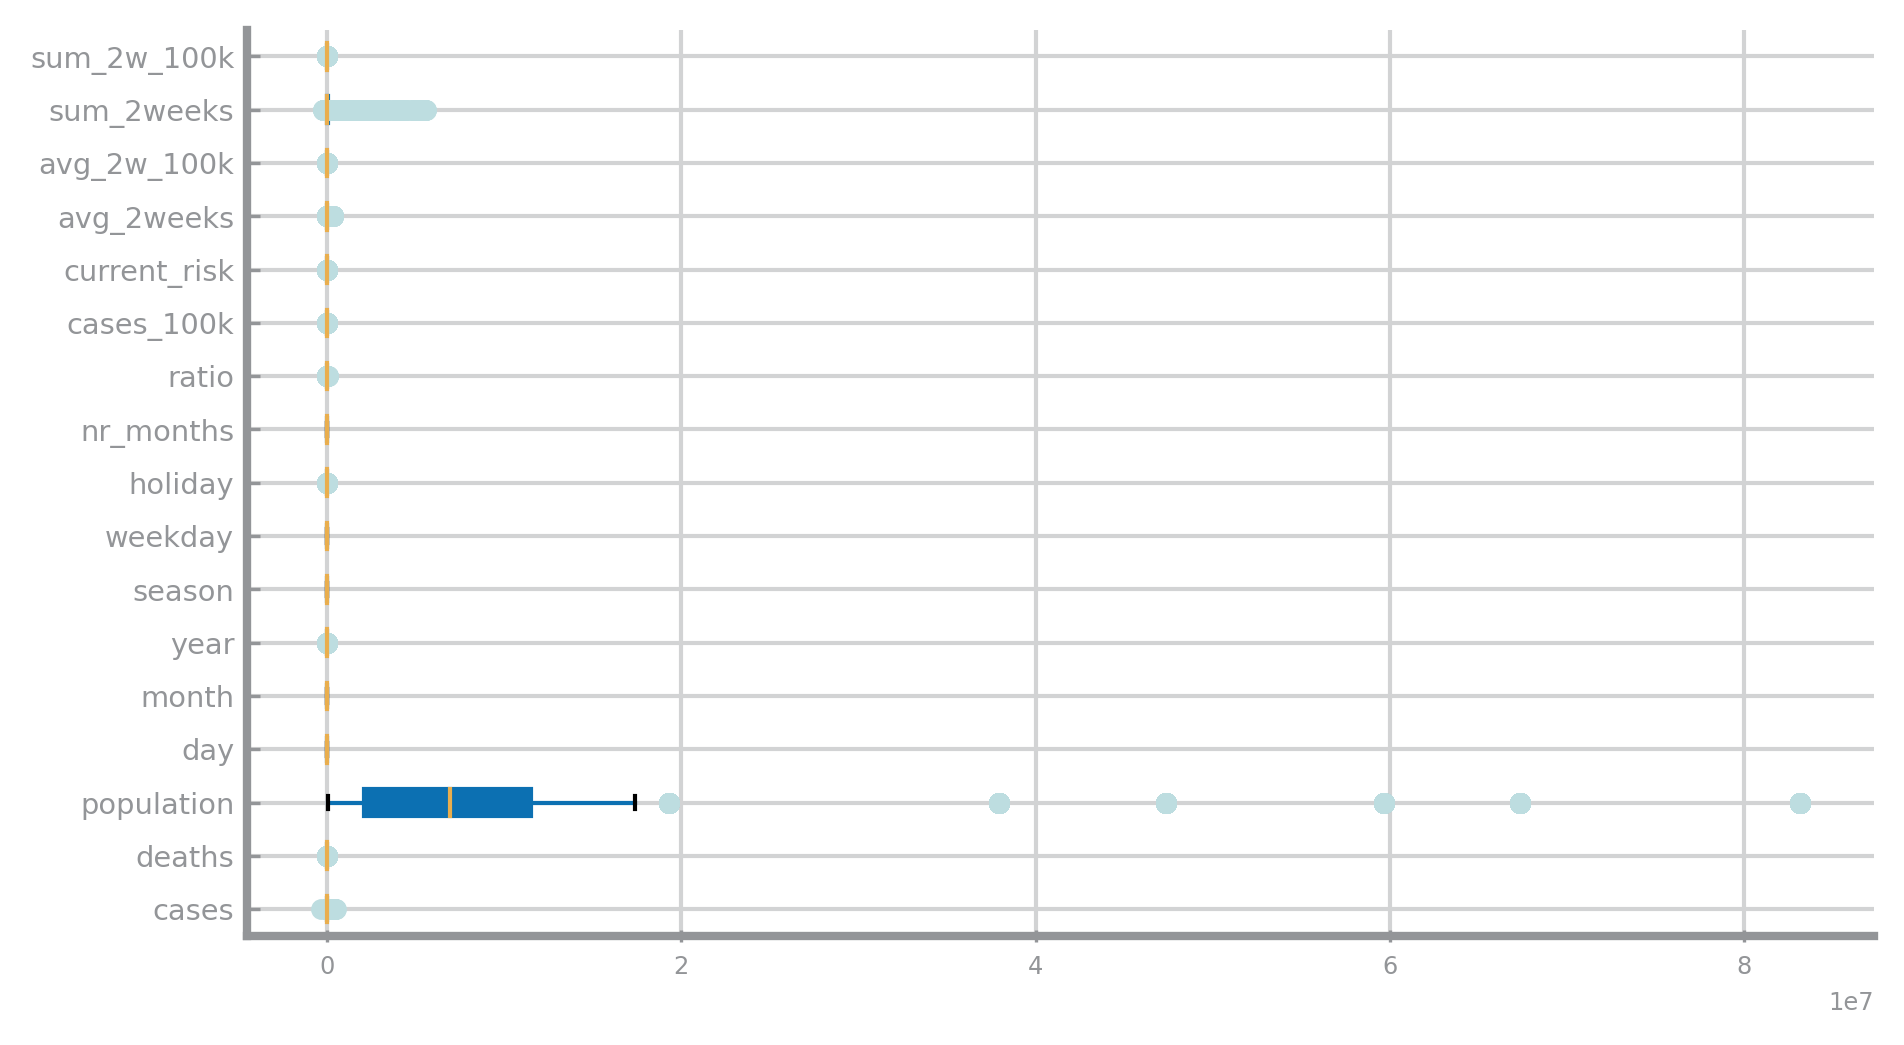 sum_2w_100k
sum_2weeks
avg_2w_100k
avg_2weeks
current_risk
cases_100k
ratio
nr_months
holiday
weekday
season
year
month
day
population
deaths
cases
0 2 4 6 8
1e7